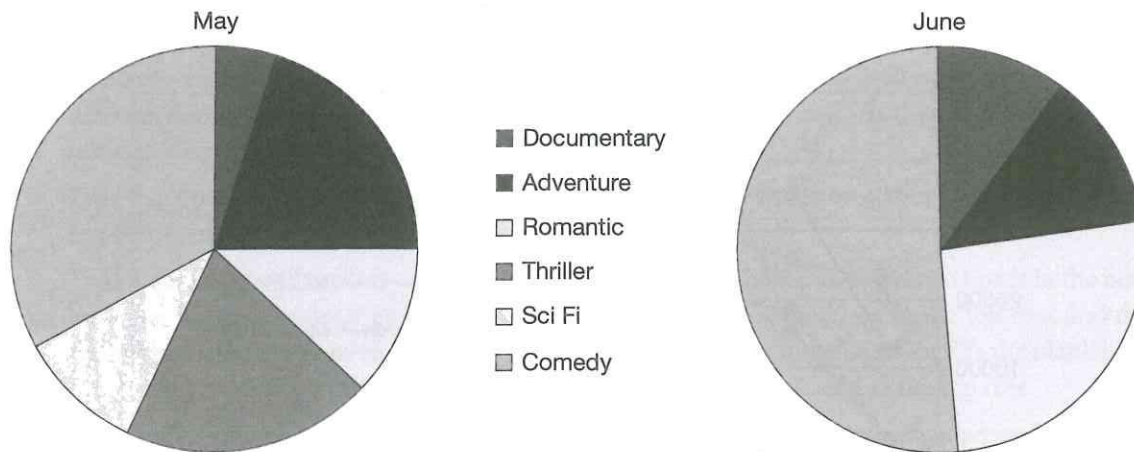 May
June
Documentary
Adventure
Romantic
Thriller
Sci Fi
Comedy